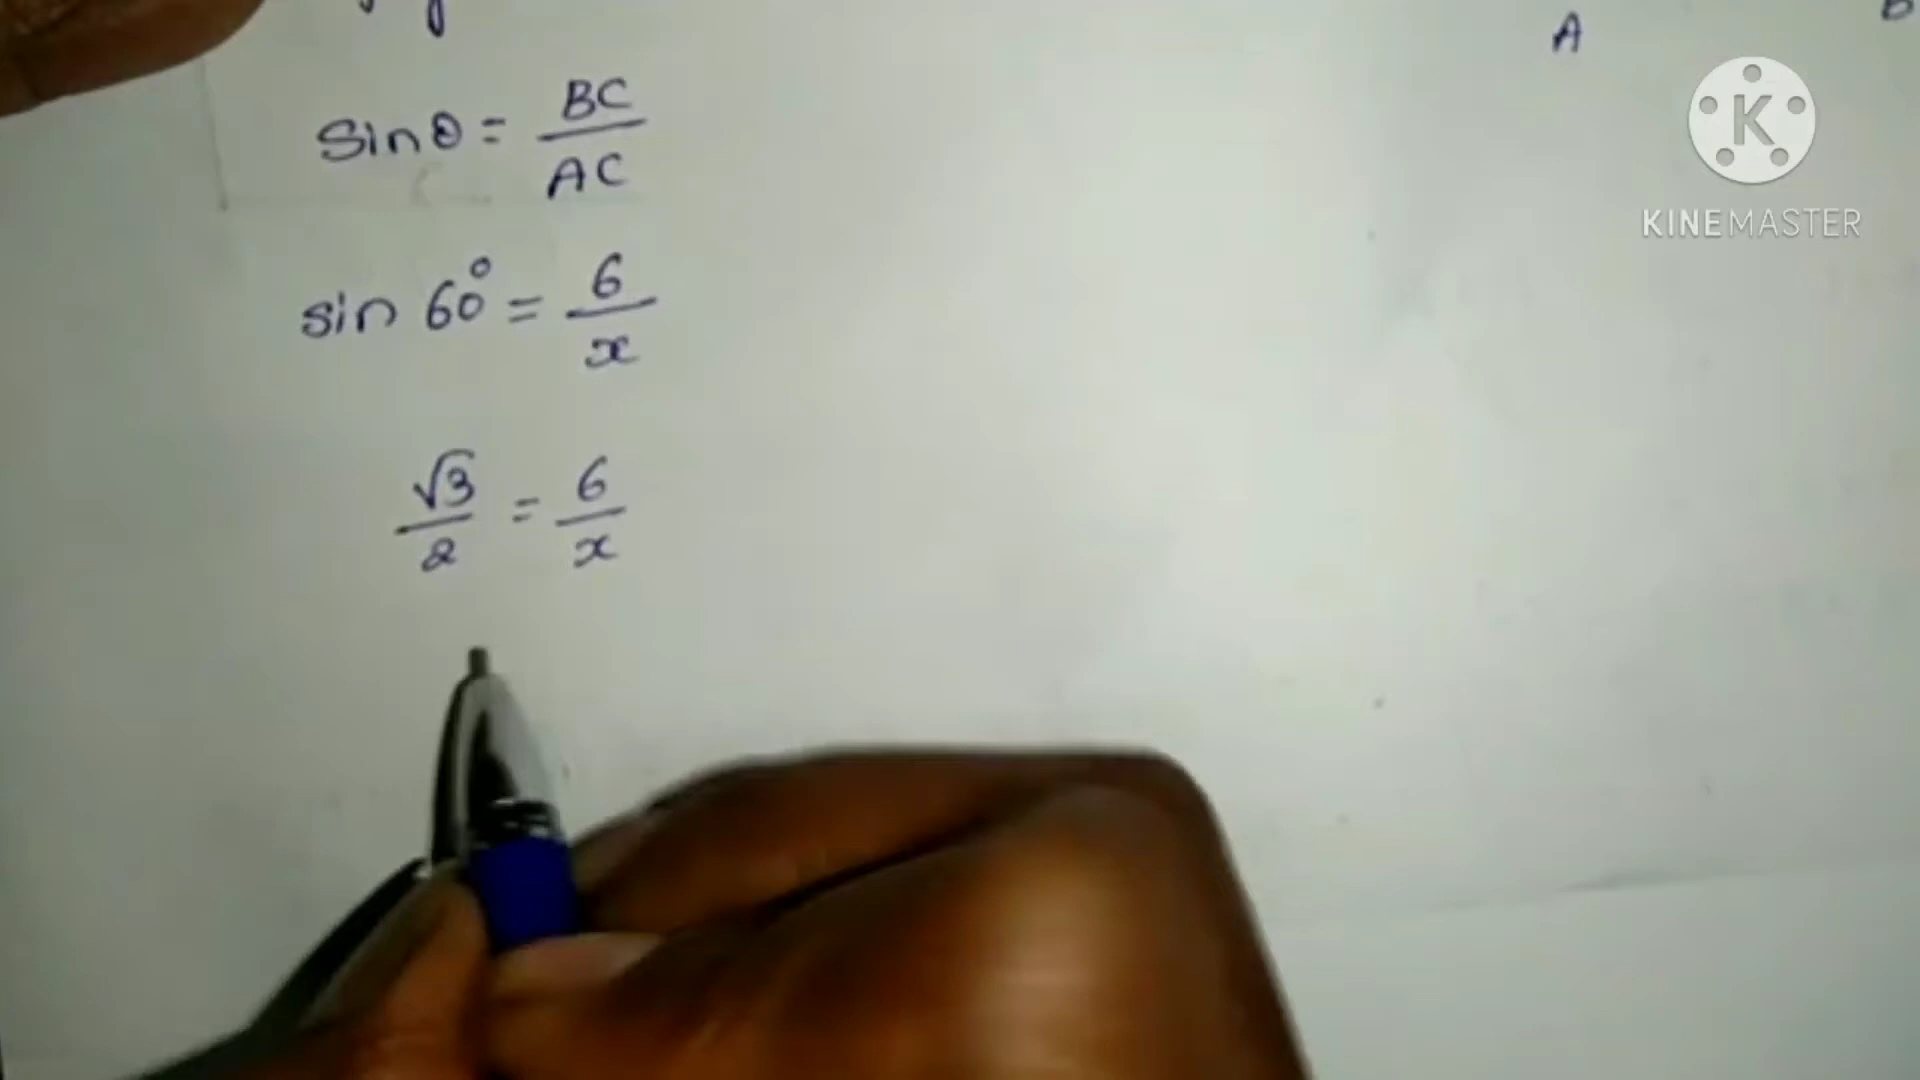 A
B
K
KINEMASTER
Sinθ = BC/AC
sin 60° = 6/x
√3/2 = 6/x